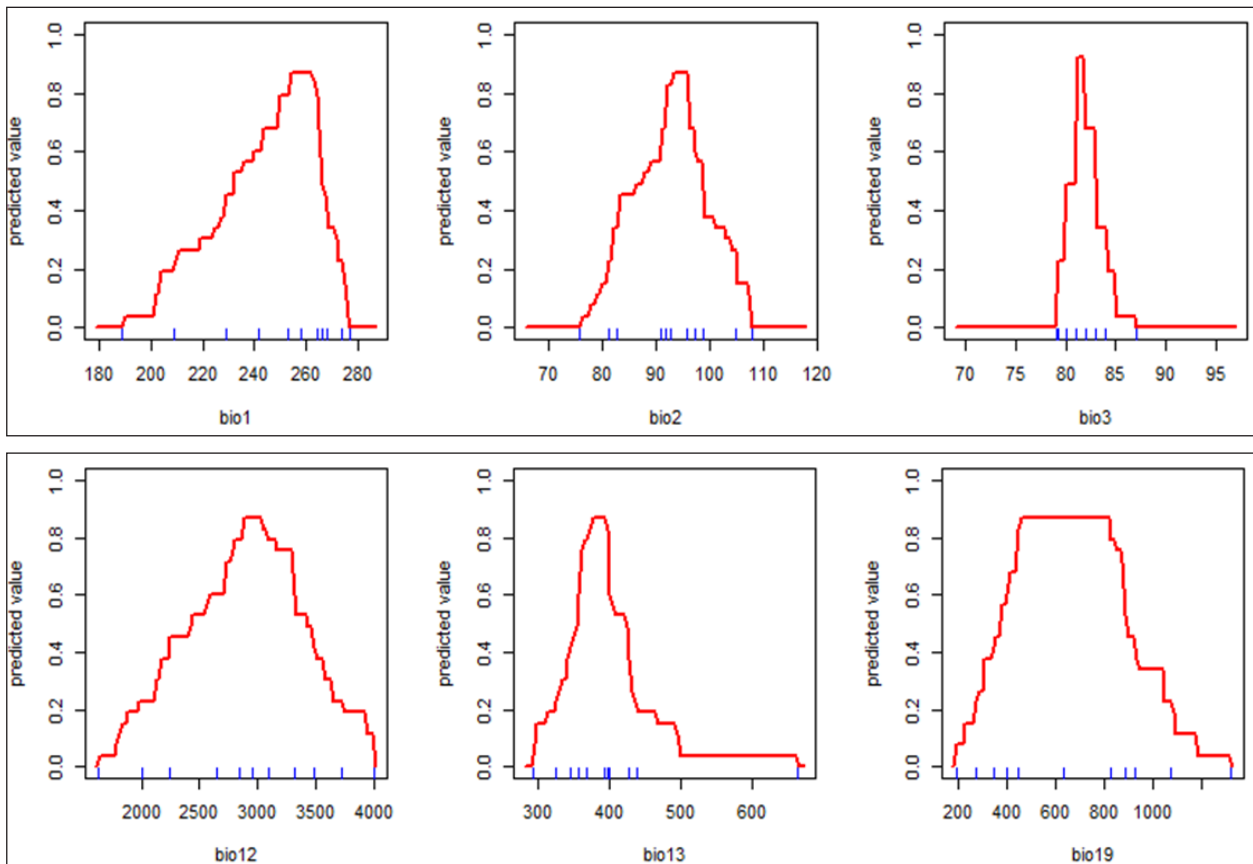 predicted value
0.0 0.2 0.4 0.6 0.8 1.0
180 200 220 240 260 280
bio1
predicted value
0.0 0.2 0.4 0.6 0.8 1.0
70 80 90 100 110 120
bio2
predicted value
0.0 0.2 0.4 0.6 0.8 1.0
70 75 80 85 90 95
bio3
predicted value
0.0 0.2 0.4 0.6 0.8 1.0
2000 2500 3000 3500 4000
bio12
predicted value
0.0 0.2 0.4 0.6 0.8 1.0
300 400 500 600
bio13
predicted value
0.0 0.2 0.4 0.6 0.8 1.0
200 400 600 800 1000
bio19